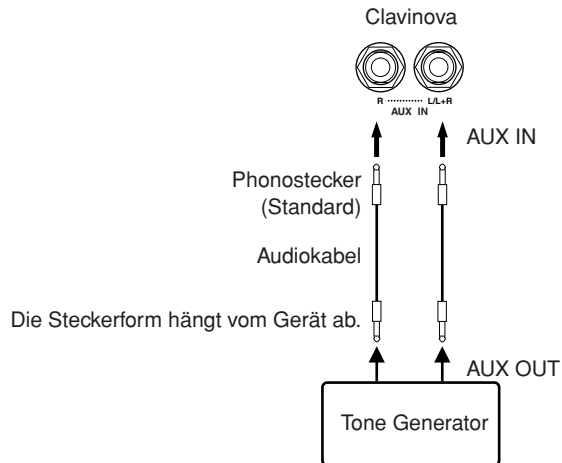 Clavinova
R ............ L/L+R
AUX IN
AUX IN
Phonostecker
(Standard)
Audiokabel
Die Steckerform hängt vom Gerät ab.
AUX OUT
Tone Generator